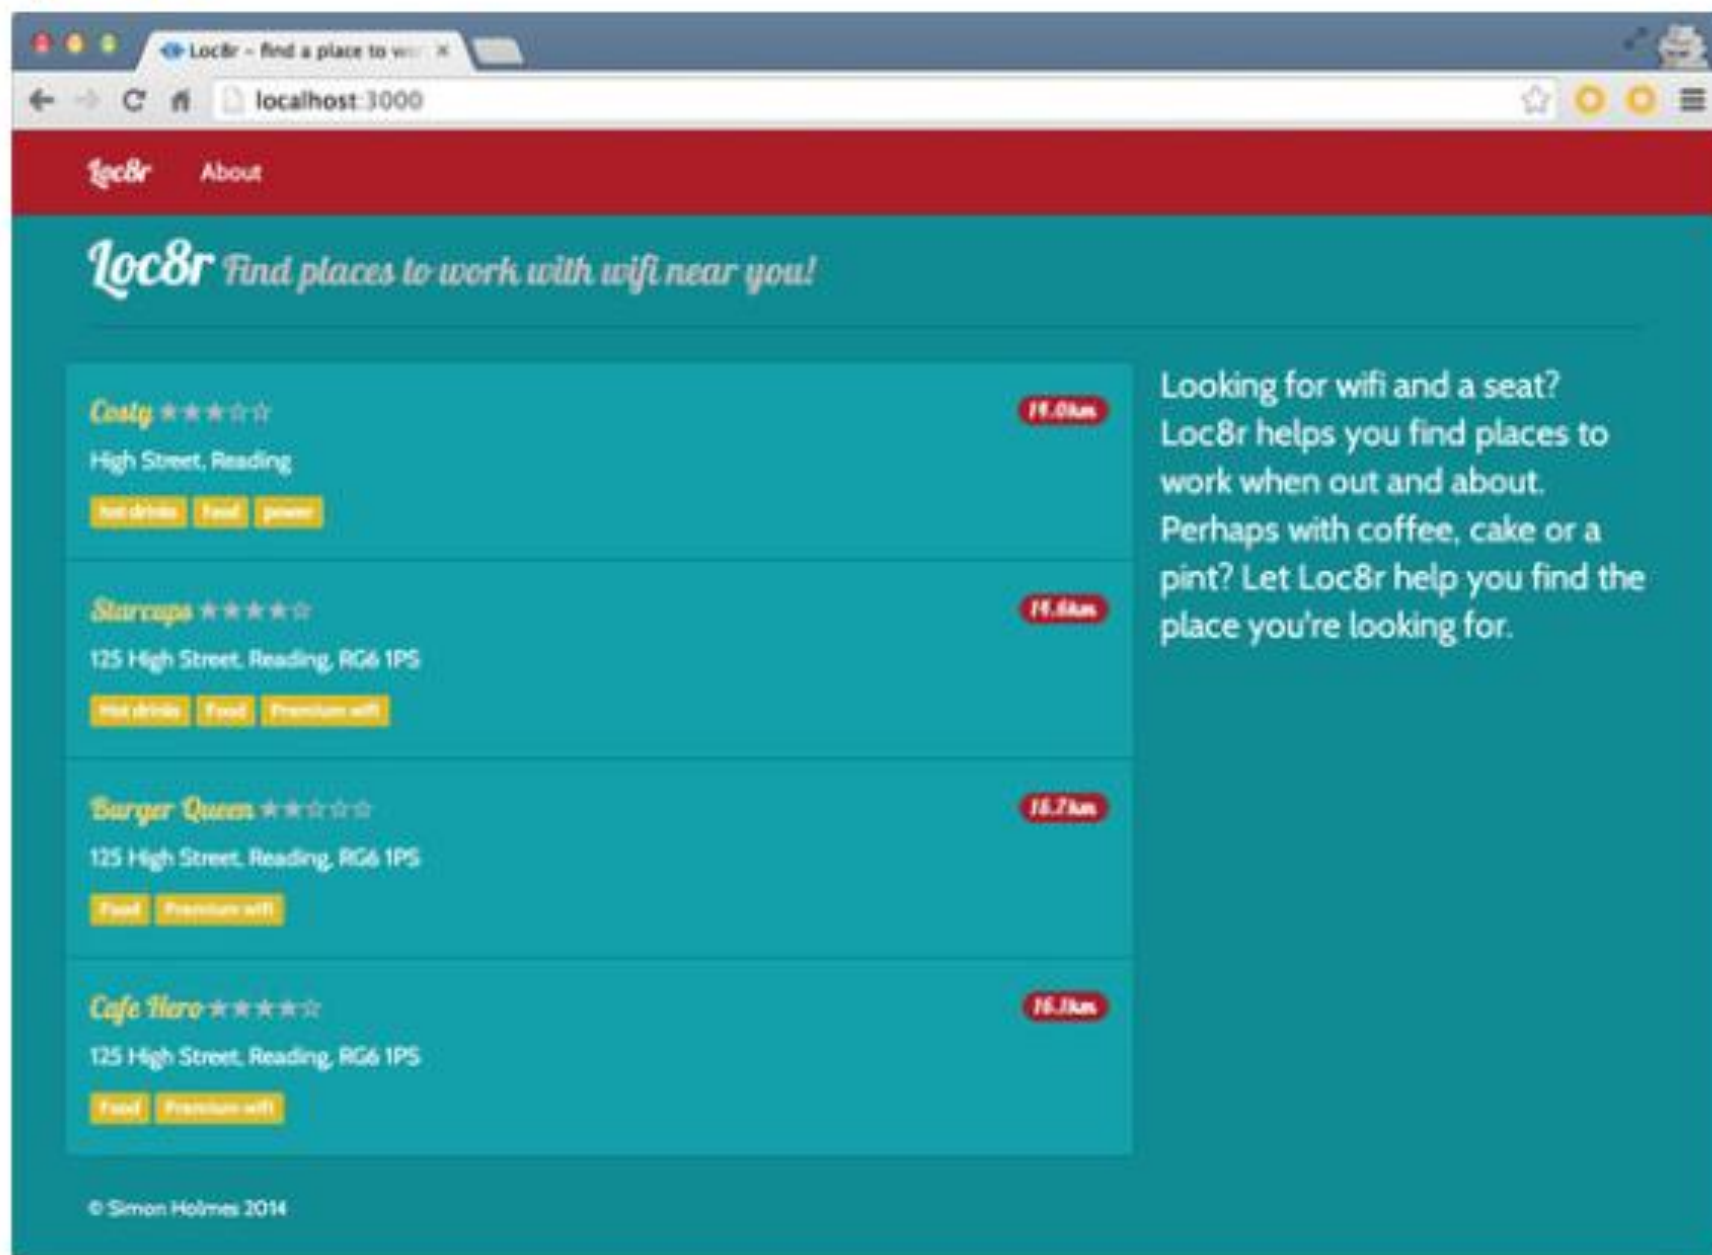 Loc8r – find a place to wor
localhost:3000
Loc8r About
Loc8r Find places to work with wifi near you!
Costy
High Street, Reading
hot drinks food power
Starcups
125 High Street, Reading, RG6 1PS
Hot drinks Food Premium wifi
Burger Queen
125 High Street, Reading, RG6 1PS
Food Premium wifi
Cafe Hero
125 High Street, Reading, RG6 1PS
Food Premium wifi
Looking for wifi and a seat?
Loc8r helps you find places to
work when out and about.
Perhaps with coffee, cake or a
pint? Let Loc8r help you find the
place you're looking for.
© Simon Holmes 2014